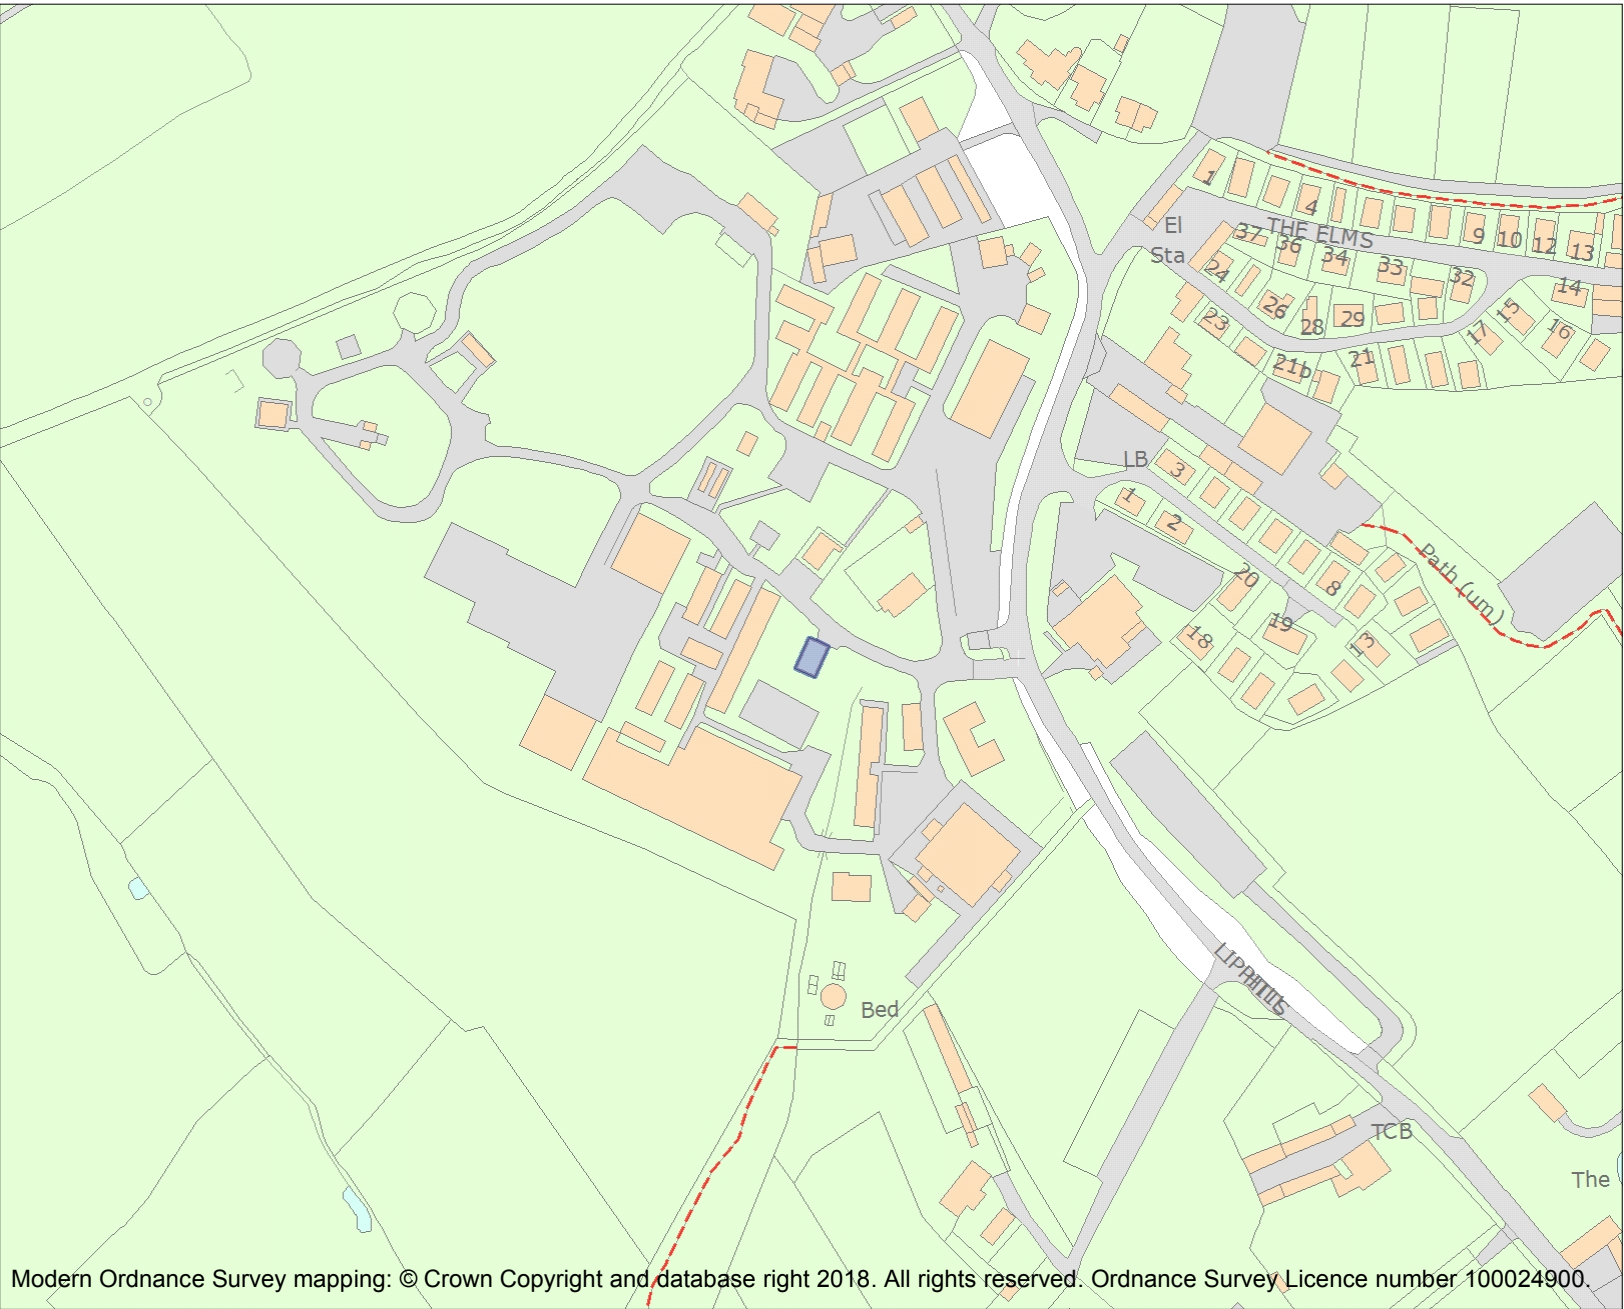 1
4
El
Sta
37
36
THE ELMS
34
33
32
9
10
12
13
14
24
26
28
29
23
21b
21
17
15
16
LB
3
1
2
20
19
18
8
13
Path (um)
LIPPITTS
HILL
Bed
TCB
The
Modern Ordnance Survey mapping: © Crown Copyright and database right 2018. All rights reserved. Ordnance Survey Licence number 100024900.